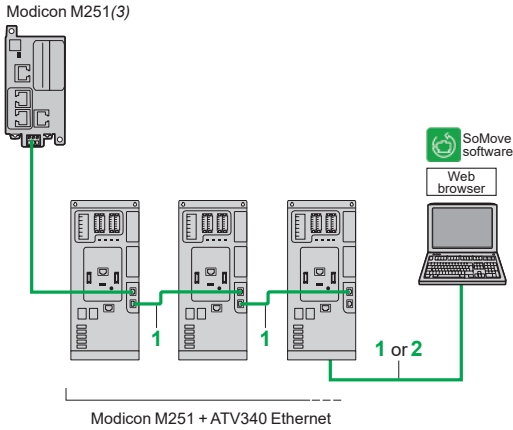 Modicon M251(3)
SoMove
software
Web
browser
1
1
1 or 2
Modicon M251 + ATV340 Ethernet